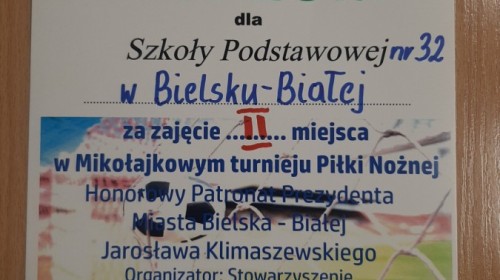 dla
Szkoły Podstawowej nr 32
w Bielsku-Białej
za zajęcie ...II... miejsca
w Mikołajkowym turnieju Piłki Nożnej
Honorowy Patronat Prezydenta
Miasta Bielska - Białej
Jarosława Klimaszewskiego
Organizator: Stowarzyszenie